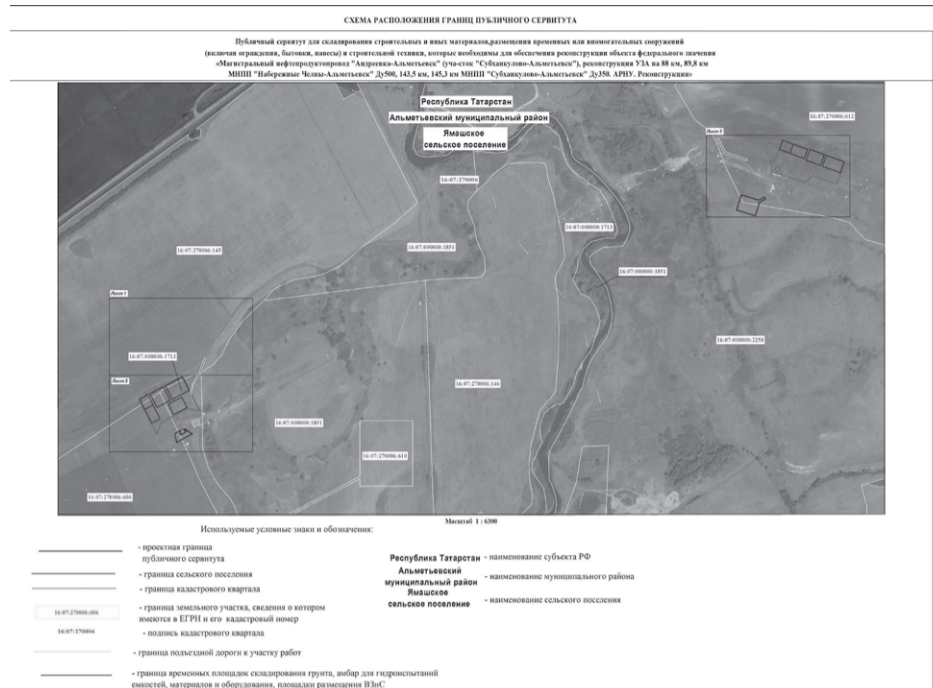 СХЕМА РАСПОЛОЖЕНИЯ ГРАНИЦ ПУБЛИЧНОГО СЕРВИТУТА
Публичный сервитут для складирования строительных и иных материалов,размещения временных или впомогательных сооружений
(включая ограждения, бытовки, навесы) и строительной техники, которые необходимы для обеспечения реконструкции объекта федерального значения
«Магистральный нефтепродуктопровод "Андреевка-Альметьевск" (уча-сток "Субханкулово-Альметьевск"), реконструкция УЗА на 88 км, 89,8 км
МНПП "Набережные Челны-Альметьевск" Ду500, 143,5 км, 145,3 км МНПП "Субханкулово-Альметьевск" Ду350. АРНУ. Реконструкция»
Республика Татарстан
Альметьевский муниципальный район
Ямашское
сельское поселение
16:07:270006:612
Лист 3
16:07:270006
16:07:000000:1713
16:07:270006:145
16:07:000000:1851
16:07:000000:1851
Лист 1
16:07:000000:2250
16:07:000000:1713
Лист 2
16:07:270006:146
16:07:000000:1851
16:07:270006:610
16:07:270006:606
Масштаб 1 : 6300
Используемые условные знаки и обозначения:
- проектная граница
публичного сервитута
- граница сельского поселения
- граница кадастрового квартала
16:07:270006:606
- граница земельного участка, сведения о котором
имеются в ЕГРН и его кадастровый номер
16:07:270006
- подпись кадастрового квартала
- граница подъездной дороги к участку работ
- граница временных площадок складирования грунта, амбар для гидроиспытаний
емкостей, материалов и оборудования, площадки размещения ВЗиС
Республика Татарстан - наименование субъекта РФ
Альметьевский
муниципальный район - наименование муниципального района
Ямашское
сельское поселение - наименование сельского поселения